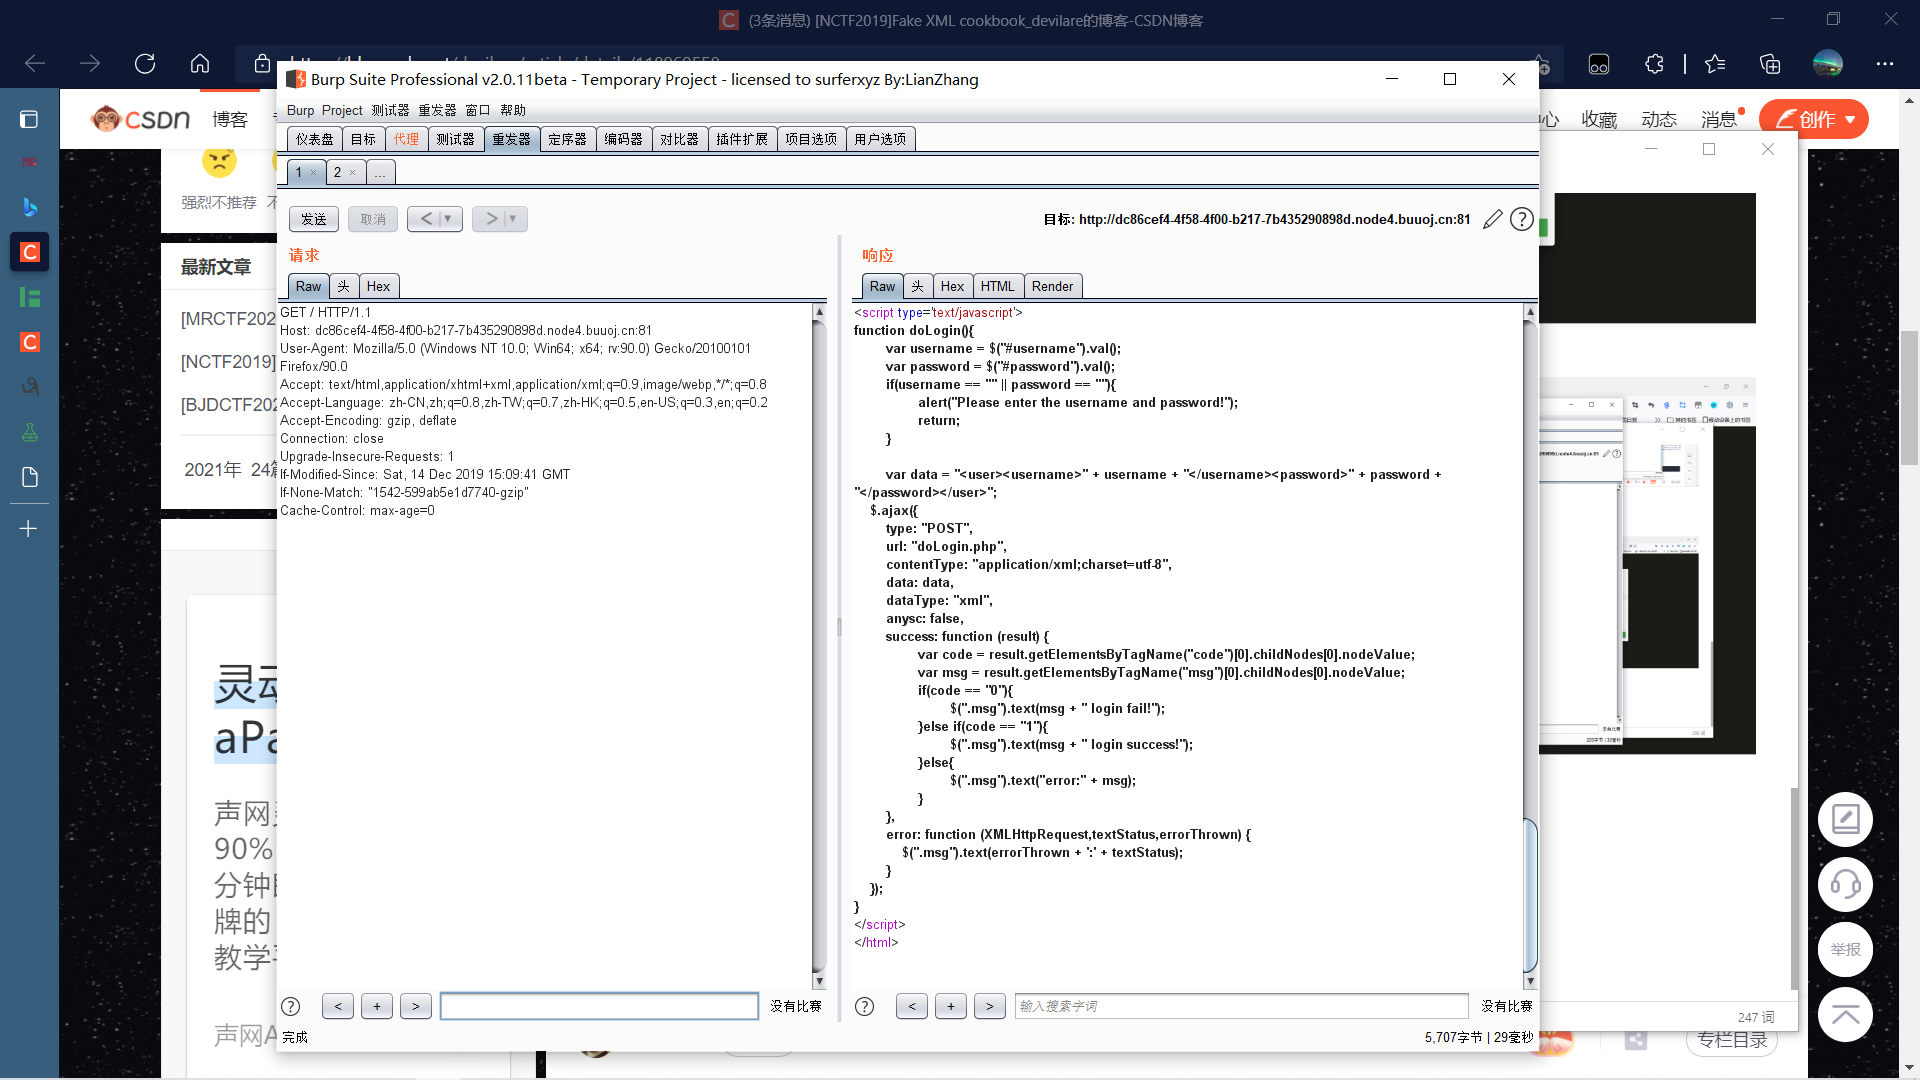 (3条消息) [NCTF2019]Fake XML cookbook_devilare的博客-CSDN博客
Burp Suite Professional v2.0.11beta - Temporary Project - licensed to surferxyz By:LianZhang
Burp Project 测试器 重发器 窗口 帮助
仪表盘 目标 代理 测试器 重发器 定序器 编码器 对比器 插件扩展 项目选项 用户选项
1 × 2 × ...
发送 取消 < ▼ > ▼
目标: http://dc86cef4-4f58-4f00-b217-7b435290898d.node4.buuoj.cn:81
请求
Raw 头 Hex
GET / HTTP/1.1
Host: dc86cef4-4f58-4f00-b217-7b435290898d.node4.buuoj.cn:81
User-Agent: Mozilla/5.0 (Windows NT 10.0; Win64; x64; rv:90.0) Gecko/20100101
Firefox/90.0
Accept: text/html,application/xhtml+xml,application/xml;q=0.9,image/webp,*/*;q=0.8
Accept-Language: zh-CN,zh;q=0.8,zh-TW;q=0.7,zh-HK;q=0.5,en-US;q=0.3,en;q=0.2
Accept-Encoding: gzip, deflate
Connection: close
Upgrade-Insecure-Requests: 1
If-Modified-Since: Sat, 14 Dec 2019 15:09:41 GMT
If-None-Match: "1542-599ab5e1d7740-gzip"
Cache-Control: max-age=0
响应
Raw 头 Hex HTML Render
<script type='text/javascript'>
function doLogin(){
var username = $("#username").val();
var password = $("#password").val();
if(username == "" || password == ""){
alert("Please enter the username and password!");
return;
}
var data = "<user><username>" + username + "</username><password>" + password +
"</password></user>";
$.ajax({
type: "POST",
url: "doLogin.php",
contentType: "application/xml;charset=utf-8",
data: data,
dataType: "xml",
anysc: false,
success: function (result) {
var code = result.getElementsByTagName("code")[0].childNodes[0].nodeValue;
var msg = result.getElementsByTagName("msg")[0].childNodes[0].nodeValue;
if(code == "0"){
$(".msg").text(msg + " login fail!");
}else if(code == "1"){
$(".msg").text(msg + " login success!");
}else{
$(".msg").text("error:" + msg);
}
},
error: function (XMLHttpRequest,textStatus,errorThrown) {
$(".msg").text(errorThrown + ':' + textStatus);
}
});
}
</script>
</html>
? < + > 没有比赛
? < + > 输入搜索字词 没有比赛
完成
5,707字节 | 29毫秒
CSDN 博客
心 收藏 动态 消息 创作
强烈不推荐 不
最新文章
[MRCTF202
[NCTF2019]
[BJDCTF202
2021年 24篇
灵动
aPa
声网
90%
分钟
牌的
教学
声网A
举报
247 词
专栏目录